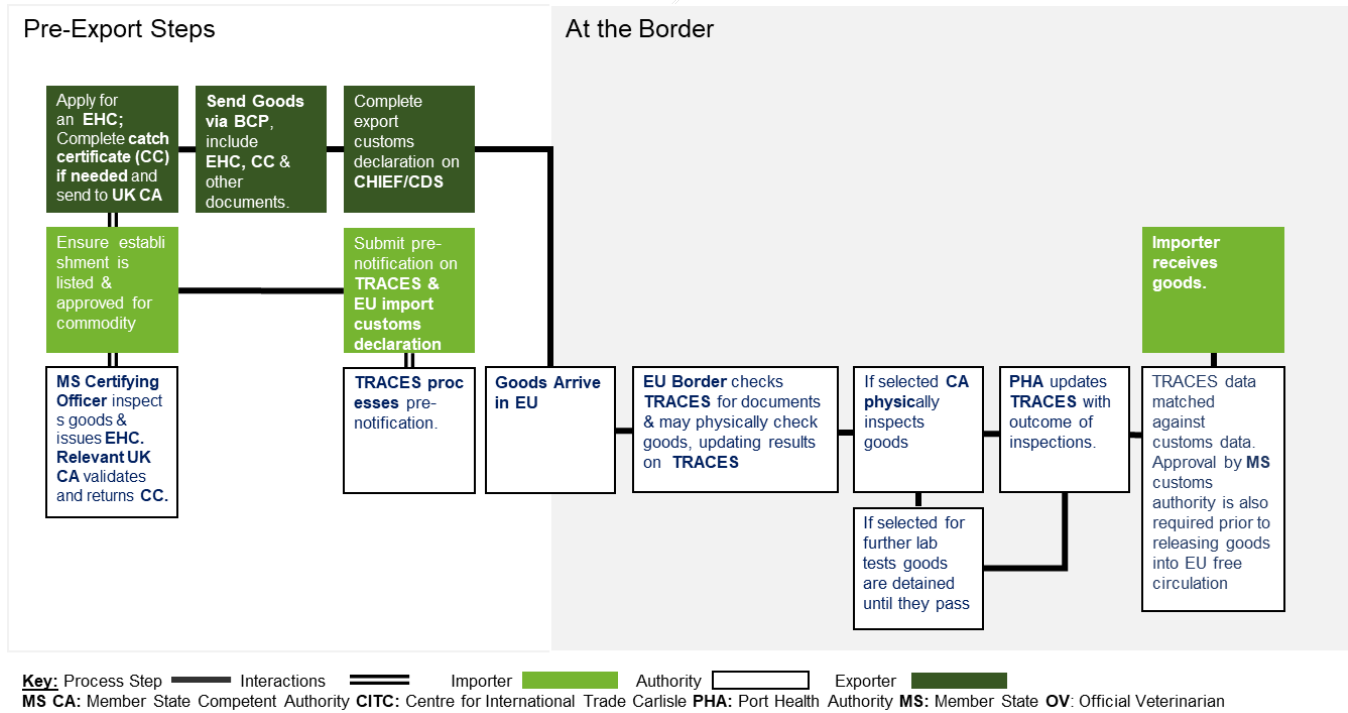 Pre-Export Steps
At the Border
Apply for
an EHC;
Complete catch
certificate (CC)
if needed and
send to UK CA
Send Goods
via BCP,
include
EHC, CC &
other
documents.
Complete
export
customs
declaration on
CHIEF/CDS
Ensure establi
shment is
listed &
approved for
commodity
Submit pre-
notification on
TRACES &
EU import
customs
declaration
Importer
receives
goods.
MS Certifying
Officer inspect
s goods &
issues EHC.
Relevant UK
CA validates
and returns CC.
TRACES proc
esses pre-
notification.
Goods Arrive
in EU
EU Border checks
TRACES for documents
& may physically check
goods, updating results
on TRACES
If selected CA
physically
inspects
goods
PHA updates
TRACES with
outcome of
inspections.
TRACES data
matched
against
customs data.
Approval by MS
customs
authority is also
required prior to
releasing goods
into EU free
circulation
If selected for
further lab
tests goods
are detained
until they pass
Key: Process Step Interactions Importer Authority Exporter
MS CA: Member State Competent Authority CITC: Centre for International Trade Carlisle PHA: Port Health Authority MS: Member State OV: Official Veterinarian